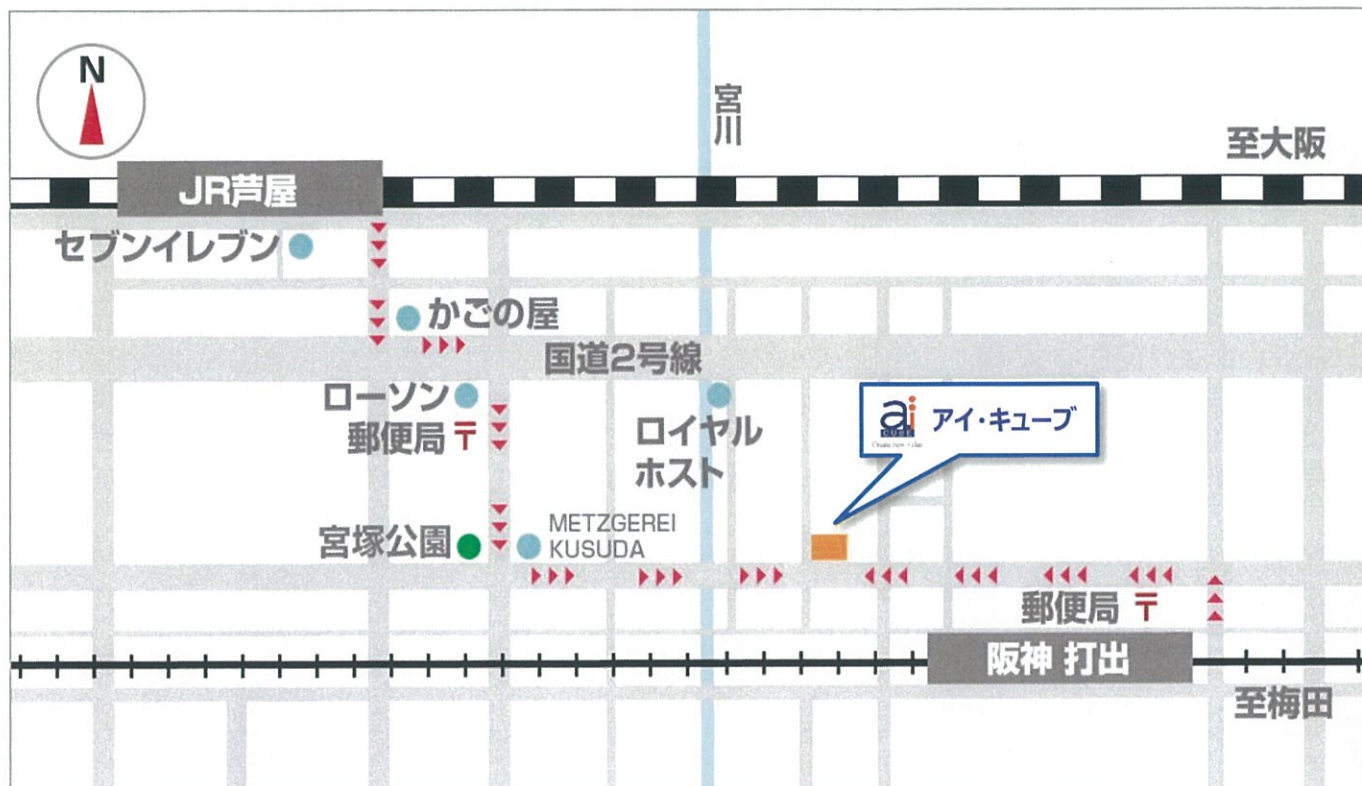 N
宮川
至大阪
JR芦屋
セブンイレブン
かごの屋
国道2号線
ローソン
郵便局 〒
ロイヤル
ホスト
ai
CUBE
アイ・キューブ
宮塚公園
METZGEREI
KUSUDA
郵便局 〒
阪神 打出
至梅田